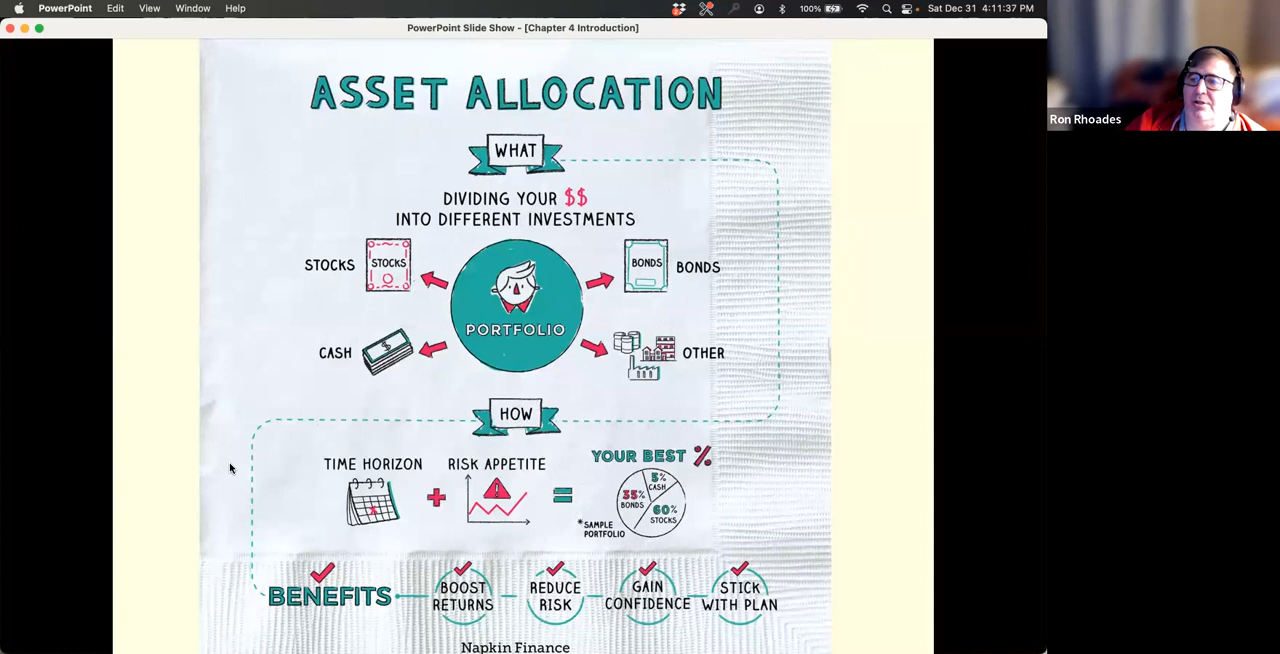 PowerPoint Edit View Window Help
100%
Sat Dec 31 4:11:37 PM
PowerPoint Slide Show - [Chapter 4 Introduction]
Ron Rhoades
ASSET ALLOCATION
WHAT
DIVIDING YOUR $$
INTO DIFFERENT INVESTMENTS
STOCKS
STOCKS
BONDS
BONDS
PORTFOLIO
CASH
$
OTHER
HOW
TIME HORIZON
RISK APPETITE
YOUR BEST %
+
=
5%
CASH
35%
BONDS
60%
STOCKS
*SAMPLE
PORTFOLIO
BENEFITS
BOOST
RETURNS
REDUCE
RISK
GAIN
CONFIDENCE
STICK
WITH PLAN
Napkin Finance